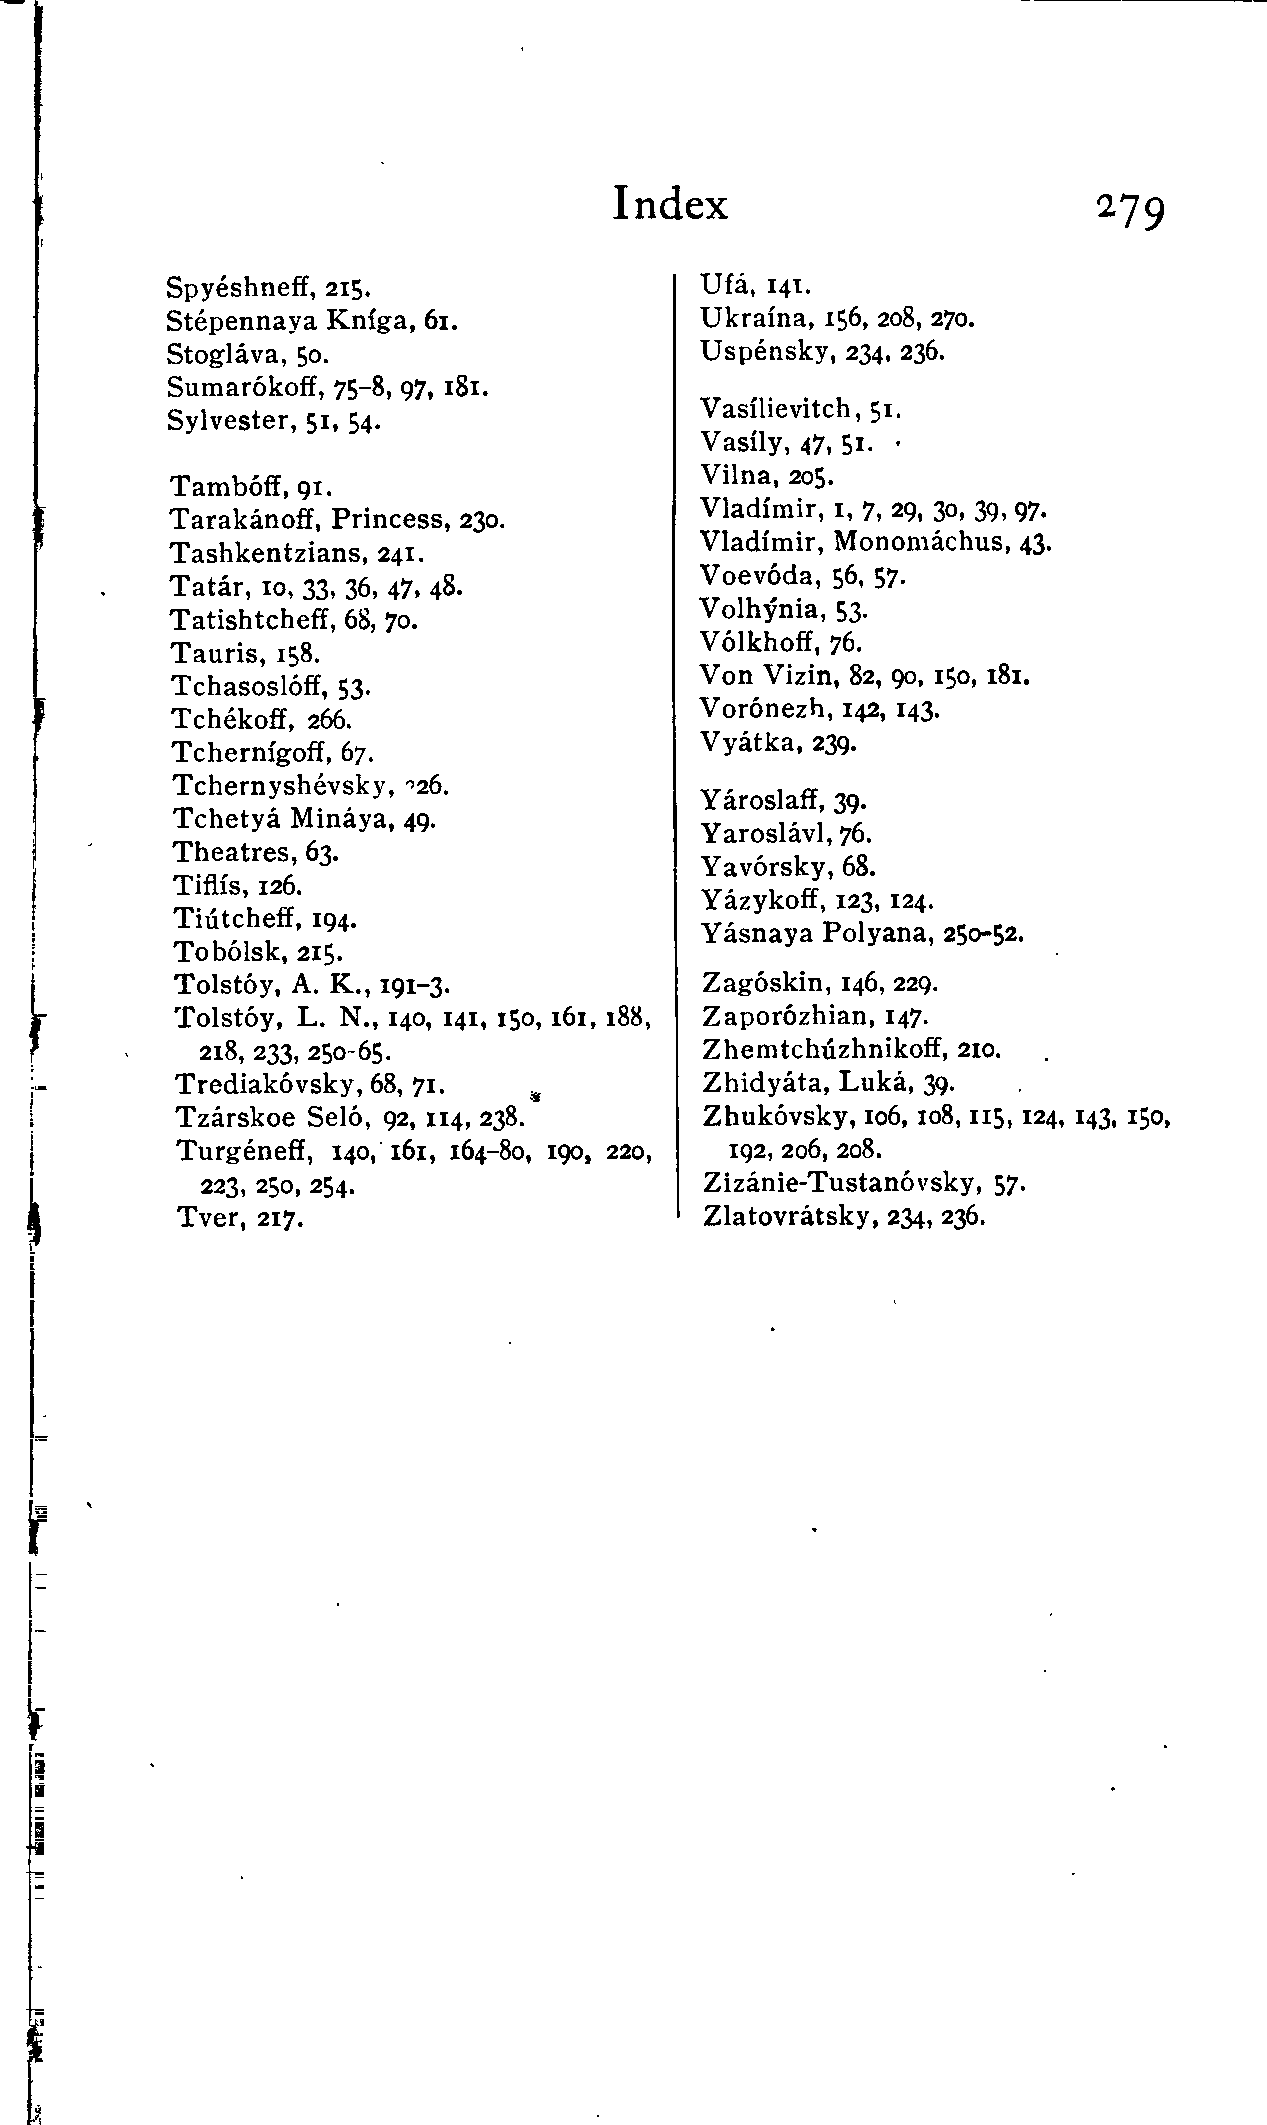 Index
279
Spyéshneff, 215.
Stépennaya Kníga, 61.
Stogláva, 50.
Sumarókoff, 75-8, 97, 181.
Sylvester, 51, 54.
Tambóff, 91.
Tarakánoff, Princess, 230.
Tashkentzians, 241.
Tatár, 10, 33, 36, 47, 48.
Tatishtcheff, 68, 70.
Tauris, 158.
Tchasoslóff, 53.
Tchékoff, 266.
Tchernígoff, 67.
Tchernyshévsky,
Tchetyá Mináya, 49.
Theatres, 63.
Tiflís, 126.
Tiútcheff, 194.
Tobólsk, 215.
Tolstóy, A. K., 191-3.
Tolstóy, L. N., 140, 141, 150, 161, 188,
218, 233, 250-65.
Trediakóvsky, 68, 71.
Tzárskoe Seló, 92, 114, 238.
Turgéneff, 140, 161, 164-80, 190, 220,
223, 250, 254.
Tver, 217.
Ufá, 141.
Ukraína, 156, 208, 270.
Uspénsky, 234, 236.
Vasílievitch, 51.
Vasíly, 47, 51.
Vilna, 205.
Vladímir, 1, 7, 29, 30, 39, 97.
Vladímir, Monomáchus, 43.
Voevóda, 56, 57.
Volhýnia, 53.
Vólkhoff, 76.
Von Vizin, 82, 90, 150, 181.
Vorónezh, 142, 143.
Vyátka, 239.
Yároslaff, 39.
Yaroslávl, 76.
Yavórsky, 68.
Yázykoff, 123, 124.
Yásnaya Polyana, 250-52.
Zagóskin, 146, 229.
Zaporózhian, 147.
Zhemtchúzhnikoff, 210.
Zhidyáta, Luká, 39.
Zhukóvsky, 106, 108, 115, 124, 143, 150,
192, 206, 208.
Zizánie-Tustanóvsky, 57.
Zlatovrátsky, 234, 236.